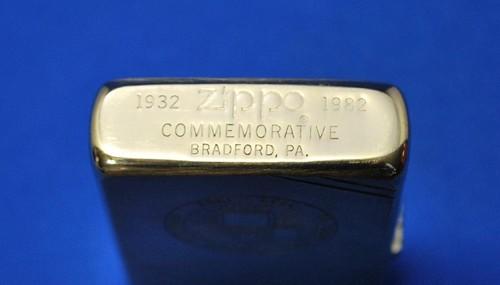 1932 Zippo® 1982
COMMEMORATIVE
BRADFORD, PA.